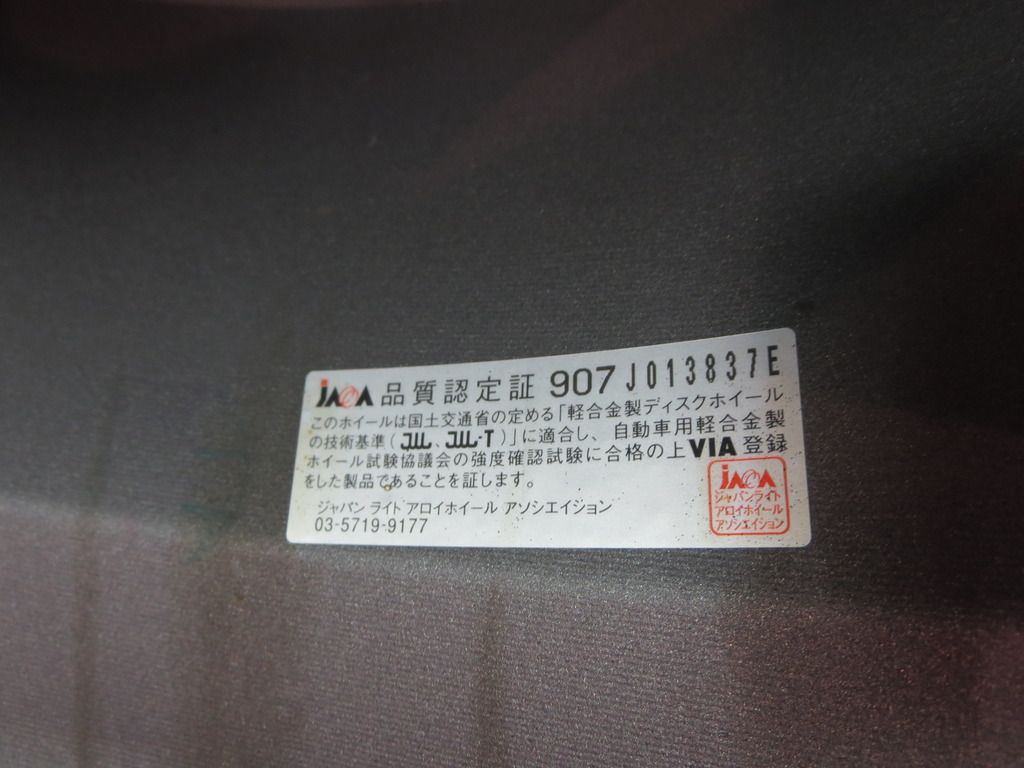 JAWA 品質認定証 907 J013837E
このホイールは国土交通省の定める「軽合金製ディスクホイール
の技術基準(JWL、JWL-T)」に適合し、自動車用軽合金製
ホイール試験協議会の強度確認試験に合格の上VIA登録
をした製品であることを証します。
ジャパン ライト アロイホイール アソシエイション
03-5719-9177
JAWA
ジャパンライト
アロイホイール
アソシエイション